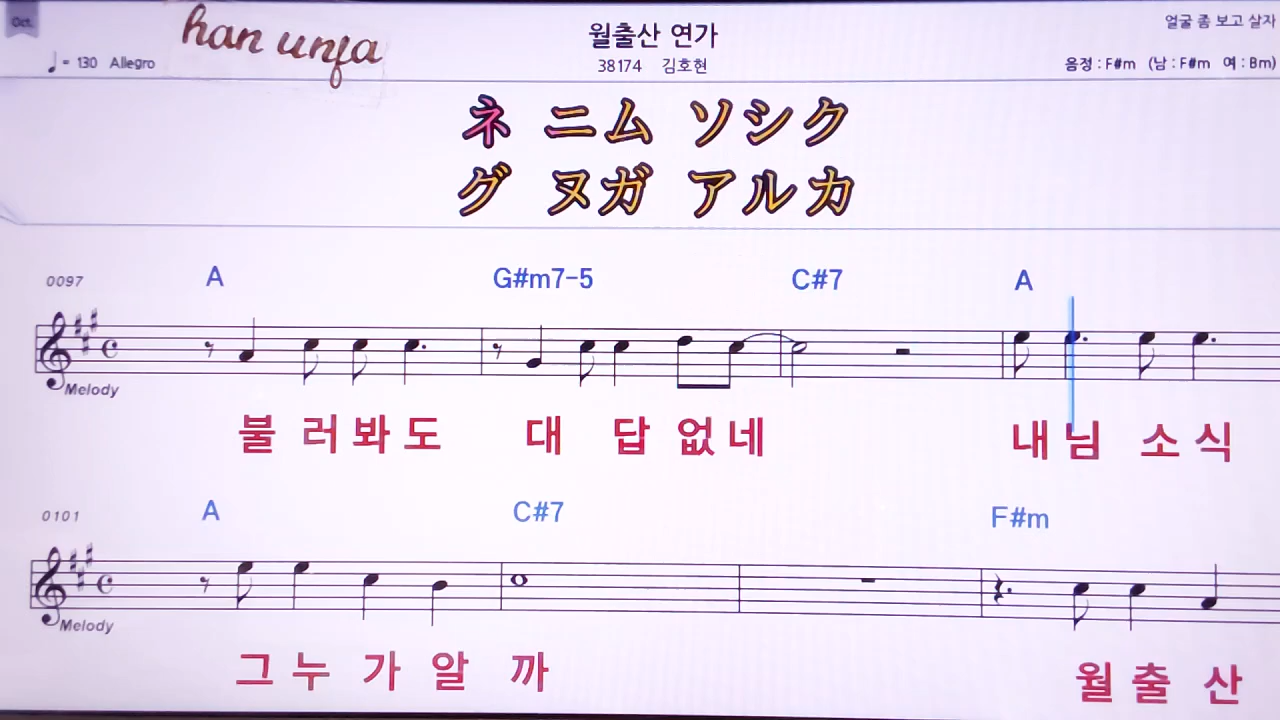 Oct.
han unfa
월출산 연가
얼굴 좀 보고 살자
♩= 130 Allegro
38174 김호현
음정 : F#m (남 : F#m 여 : Bm)
ネ ニム ソシク
グ ヌガ アルカ
0097 A G#m7-5 C#7 A
Melody
불 러 봐 도 대 답 없 네 내 님 소 식
0101 A C#7 F#m
Melody
그 누 가 알 까 월 출 산